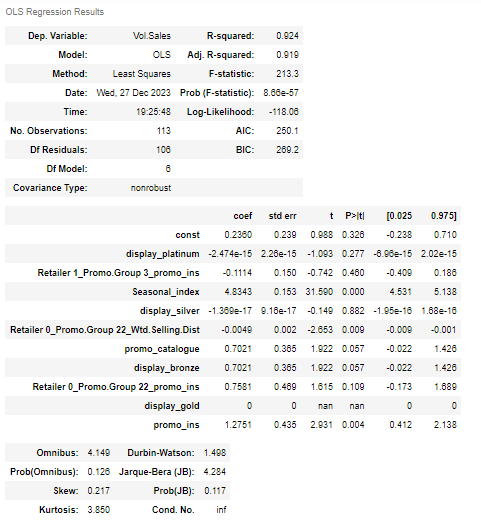 OLS Regression Results
Dep. Variable: Vol.Sales R-squared: 0.924
Model: OLS Adj. R-squared: 0.919
Method: Least Squares F-statistic: 213.3
Date: Wed, 27 Dec 2023 Prob (F-statistic): 8.66e-57
Time: 19:25:48 Log-Likelihood: -118.06
No. Observations: 113 AIC: 250.1
Df Residuals: 106 BIC: 269.2
Df Model: 6
Covariance Type: nonrobust
coef std err t P>|t| [0.025 0.975]
const 0.2360 0.239 0.988 0.326 -0.238 0.710
display_platinum -2.474e-15 2.26e-15 -1.093 0.277 -6.96e-15 2.02e-15
Retailer 1_Promo.Group 3_promo_ins -0.1114 0.150 -0.742 0.460 -0.409 0.186
Seasonal_index 4.8343 0.153 31.590 0.000 4.531 5.138
display_silver -1.369e-17 9.16e-17 -0.149 0.882 -1.95e-16 1.68e-16
Retailer 0_Promo.Group 22_Wtd.Selling.Dist -0.0049 0.002 -2.653 0.009 -0.009 -0.001
promo_catalogue 0.7021 0.365 1.922 0.057 -0.022 1.426
display_bronze 0.7021 0.365 1.922 0.057 -0.022 1.426
Retailer 0_Promo.Group 22_promo_ins 0.7581 0.469 1.615 0.109 -0.173 1.689
display_gold 0 0 nan nan 0 0
promo_ins 1.2751 0.435 2.931 0.004 0.412 2.138
Omnibus: 4.149 Durbin-Watson: 1.498
Prob(Omnibus): 0.126 Jarque-Bera (JB): 4.284
Skew: 0.217 Prob(JB): 0.117
Kurtosis: 3.850 Cond. No. inf